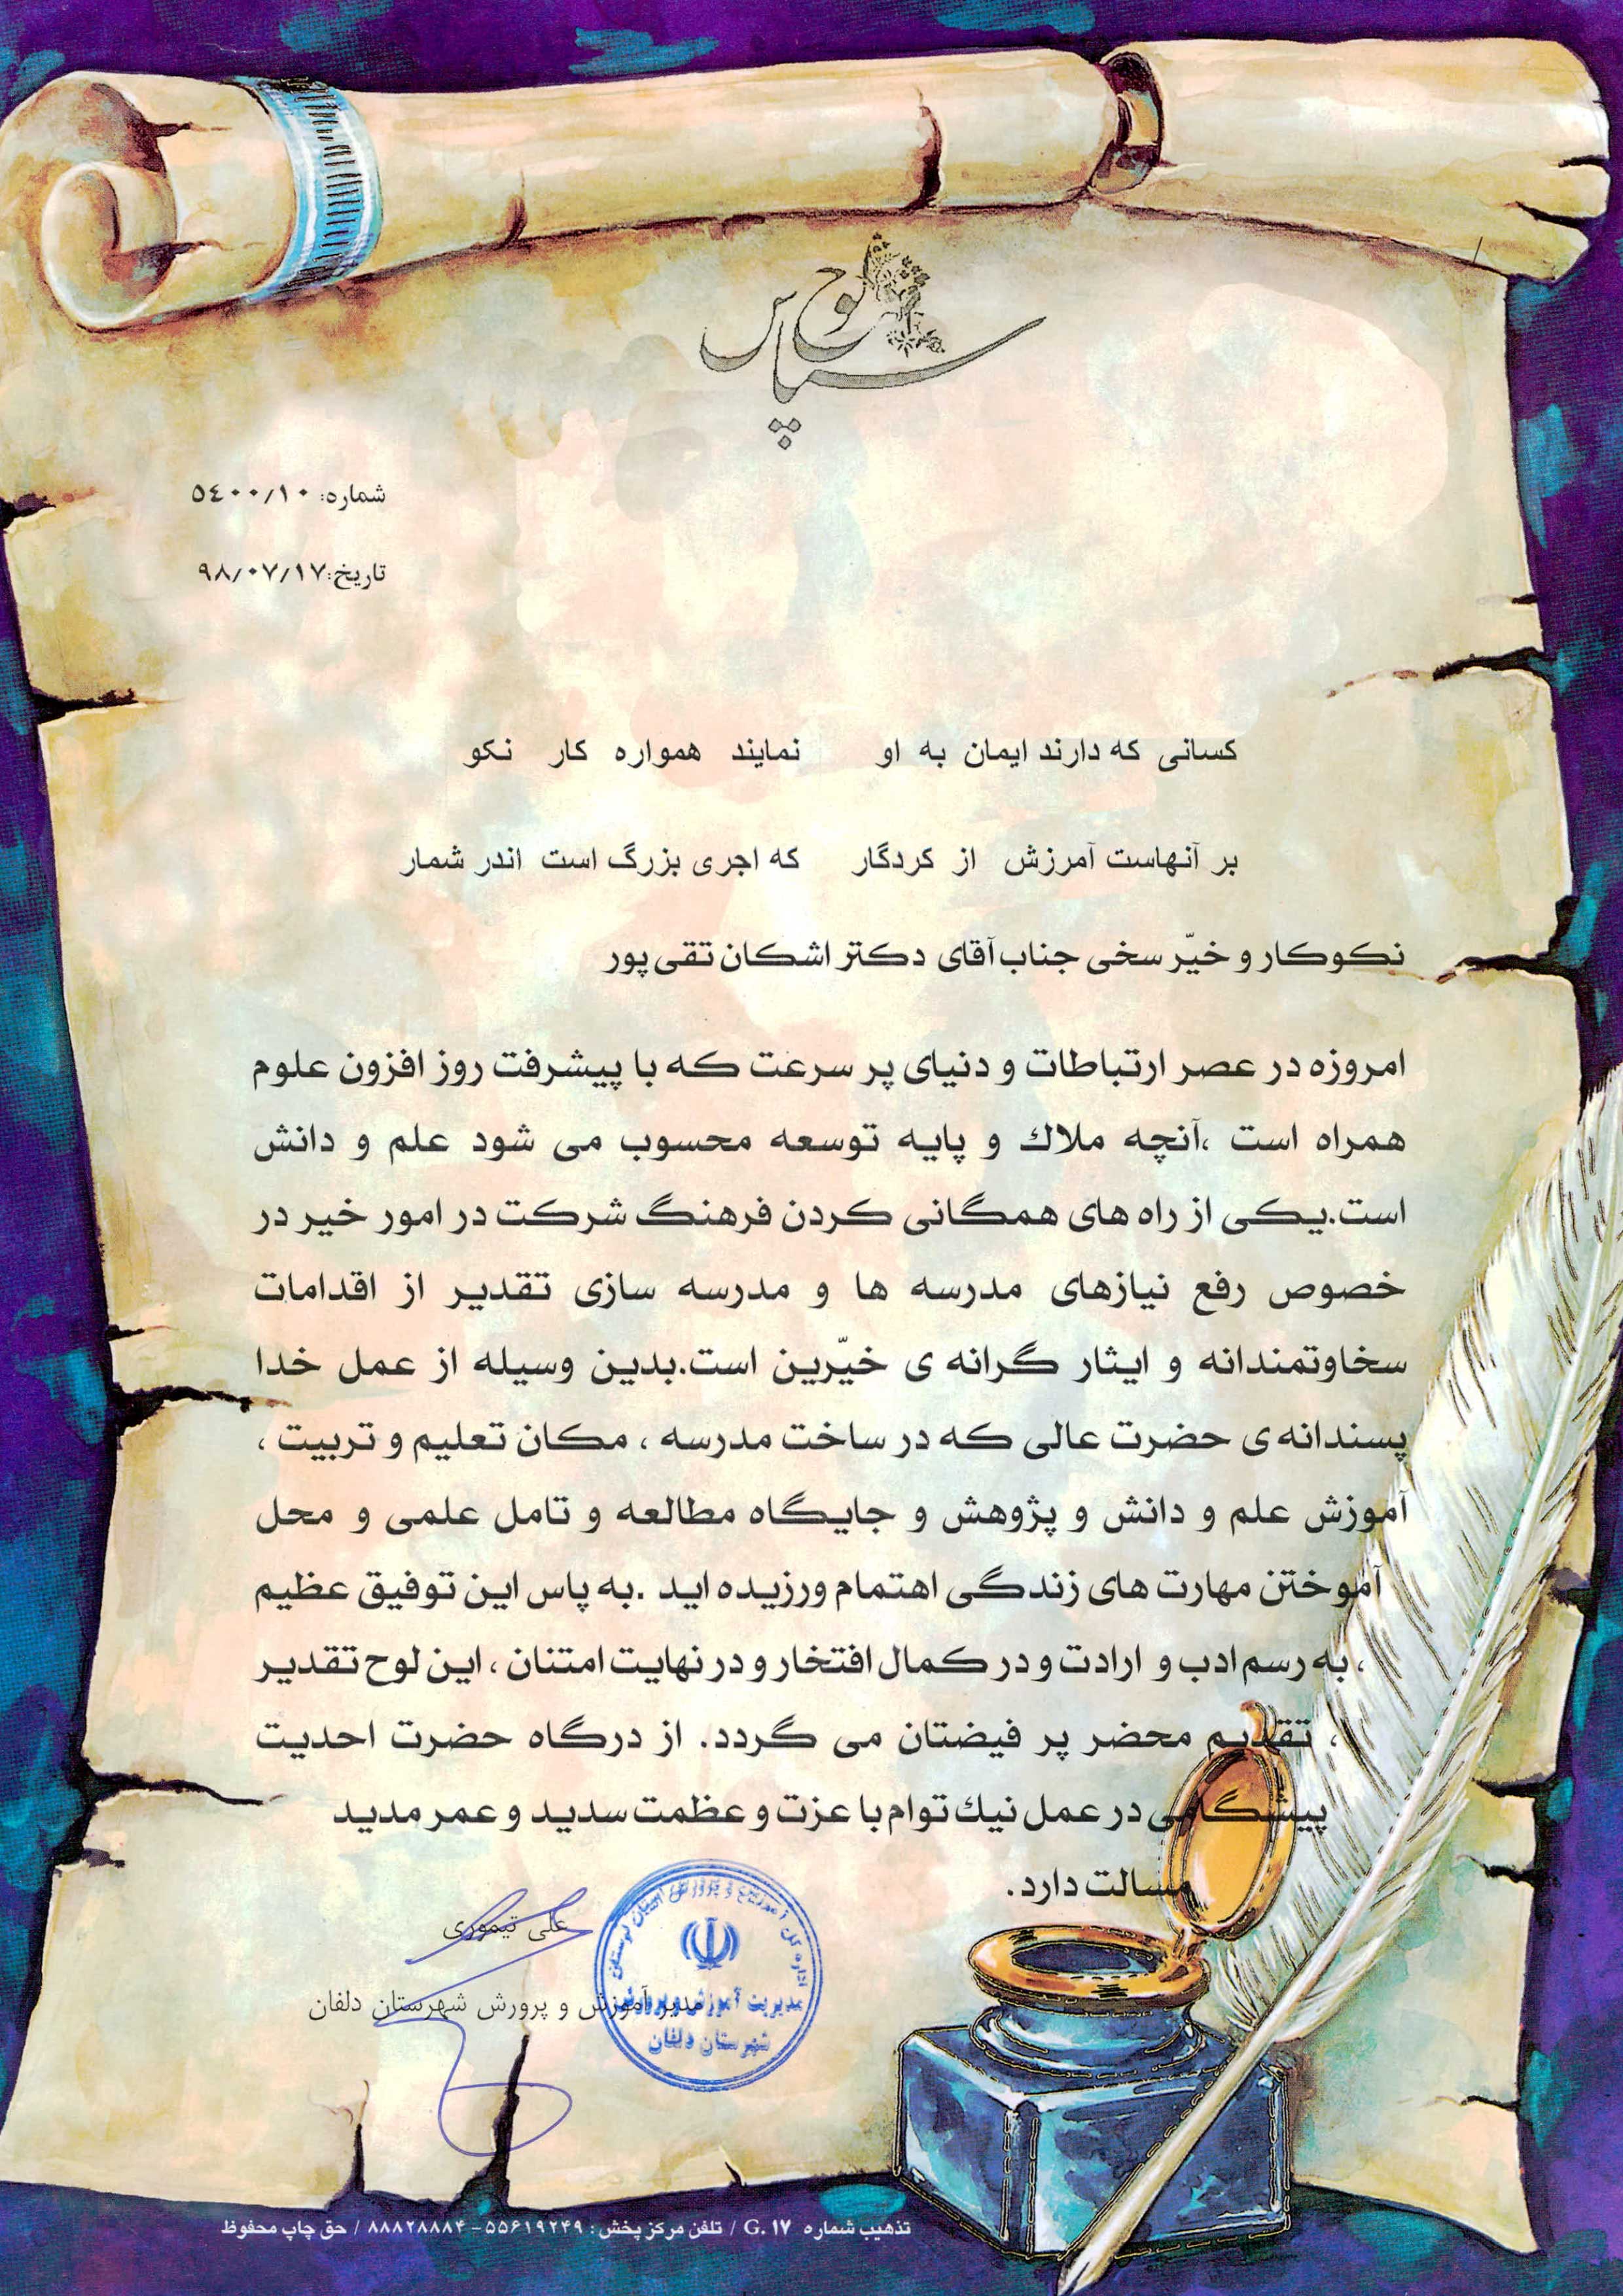 لوح سپاس
شماره: ٥٤٠٠/١٠
تاریخ:٩٨/٠٧/١٧
کسانی که دارند ایمان به او نمایند همواره کار نکو
بر آنهاست آمرزش از کردگار که اجری بزرگ است اندر شمار
نکوکار و خیّر سخی جناب آقای دکتر اشکان تقی پور
امروزه در عصر ارتباطات و دنیای پر سرعت که با پیشرفت روز افزون علوم
همراه است ،آنچه ملاک و پایه توسعه محسوب می شود علم و دانش
است.یکی از راه های همگانی کردن فرهنگ شرکت در امور خیر در
خصوص رفع نیازهای مدرسه ها و مدرسه سازی تقدیر از اقدامات
سخاوتمندانه و ایثار گرانه ی خیّرین است.بدین وسیله از عمل خدا
پسندانه ی حضرت عالی که در ساخت مدرسه ، مکان تعلیم و تربیت ،
آموزش علم و دانش و پژوهش و جایگاه مطالعه و تامل علمی و محل
آموختن مهارت های زندگی اهتمام ورزیده اید .به پاس این توفیق عظیم
، به رسم ادب و ارادت و در کمال افتخار و در نهایت امتنان ، این لوح تقدیر
، تقدیم محضر پر فیضتان می گردد. از درگاه حضرت احدیت
پیشگامی در عمل نیک توام با عزت و عظمت سدید و عمر مدید
مسالت دارد.
علی تیموری
مدیر آموزش و پرورش شهرستان دلفان
اداره کل آموزش و پرورش استان لرستان
مدیریت آموزش و پرورش
شهرستان دلفان
تذهیب شماره G. ۱۷ / تلفن مرکز پخش : ۵۵۶۱۹۲۴۹ - ۸۸۸۲۸۸۸۴ / حق چاپ محفوظ